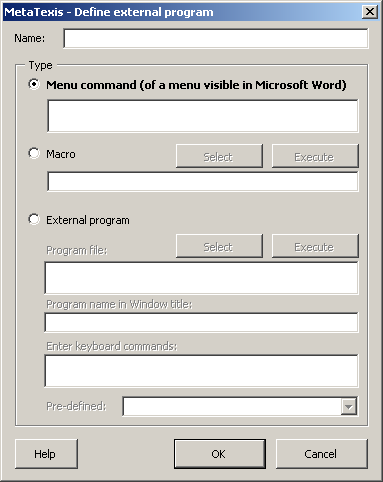 MetaTexis - Define external program
Name:
Type
Menu command (of a menu visible in Microsoft Word)
Macro
Select
Execute
External program
Program file:
Select
Execute
Program name in Window title:
Enter keyboard commands:
Pre-defined:
Help
OK
Cancel